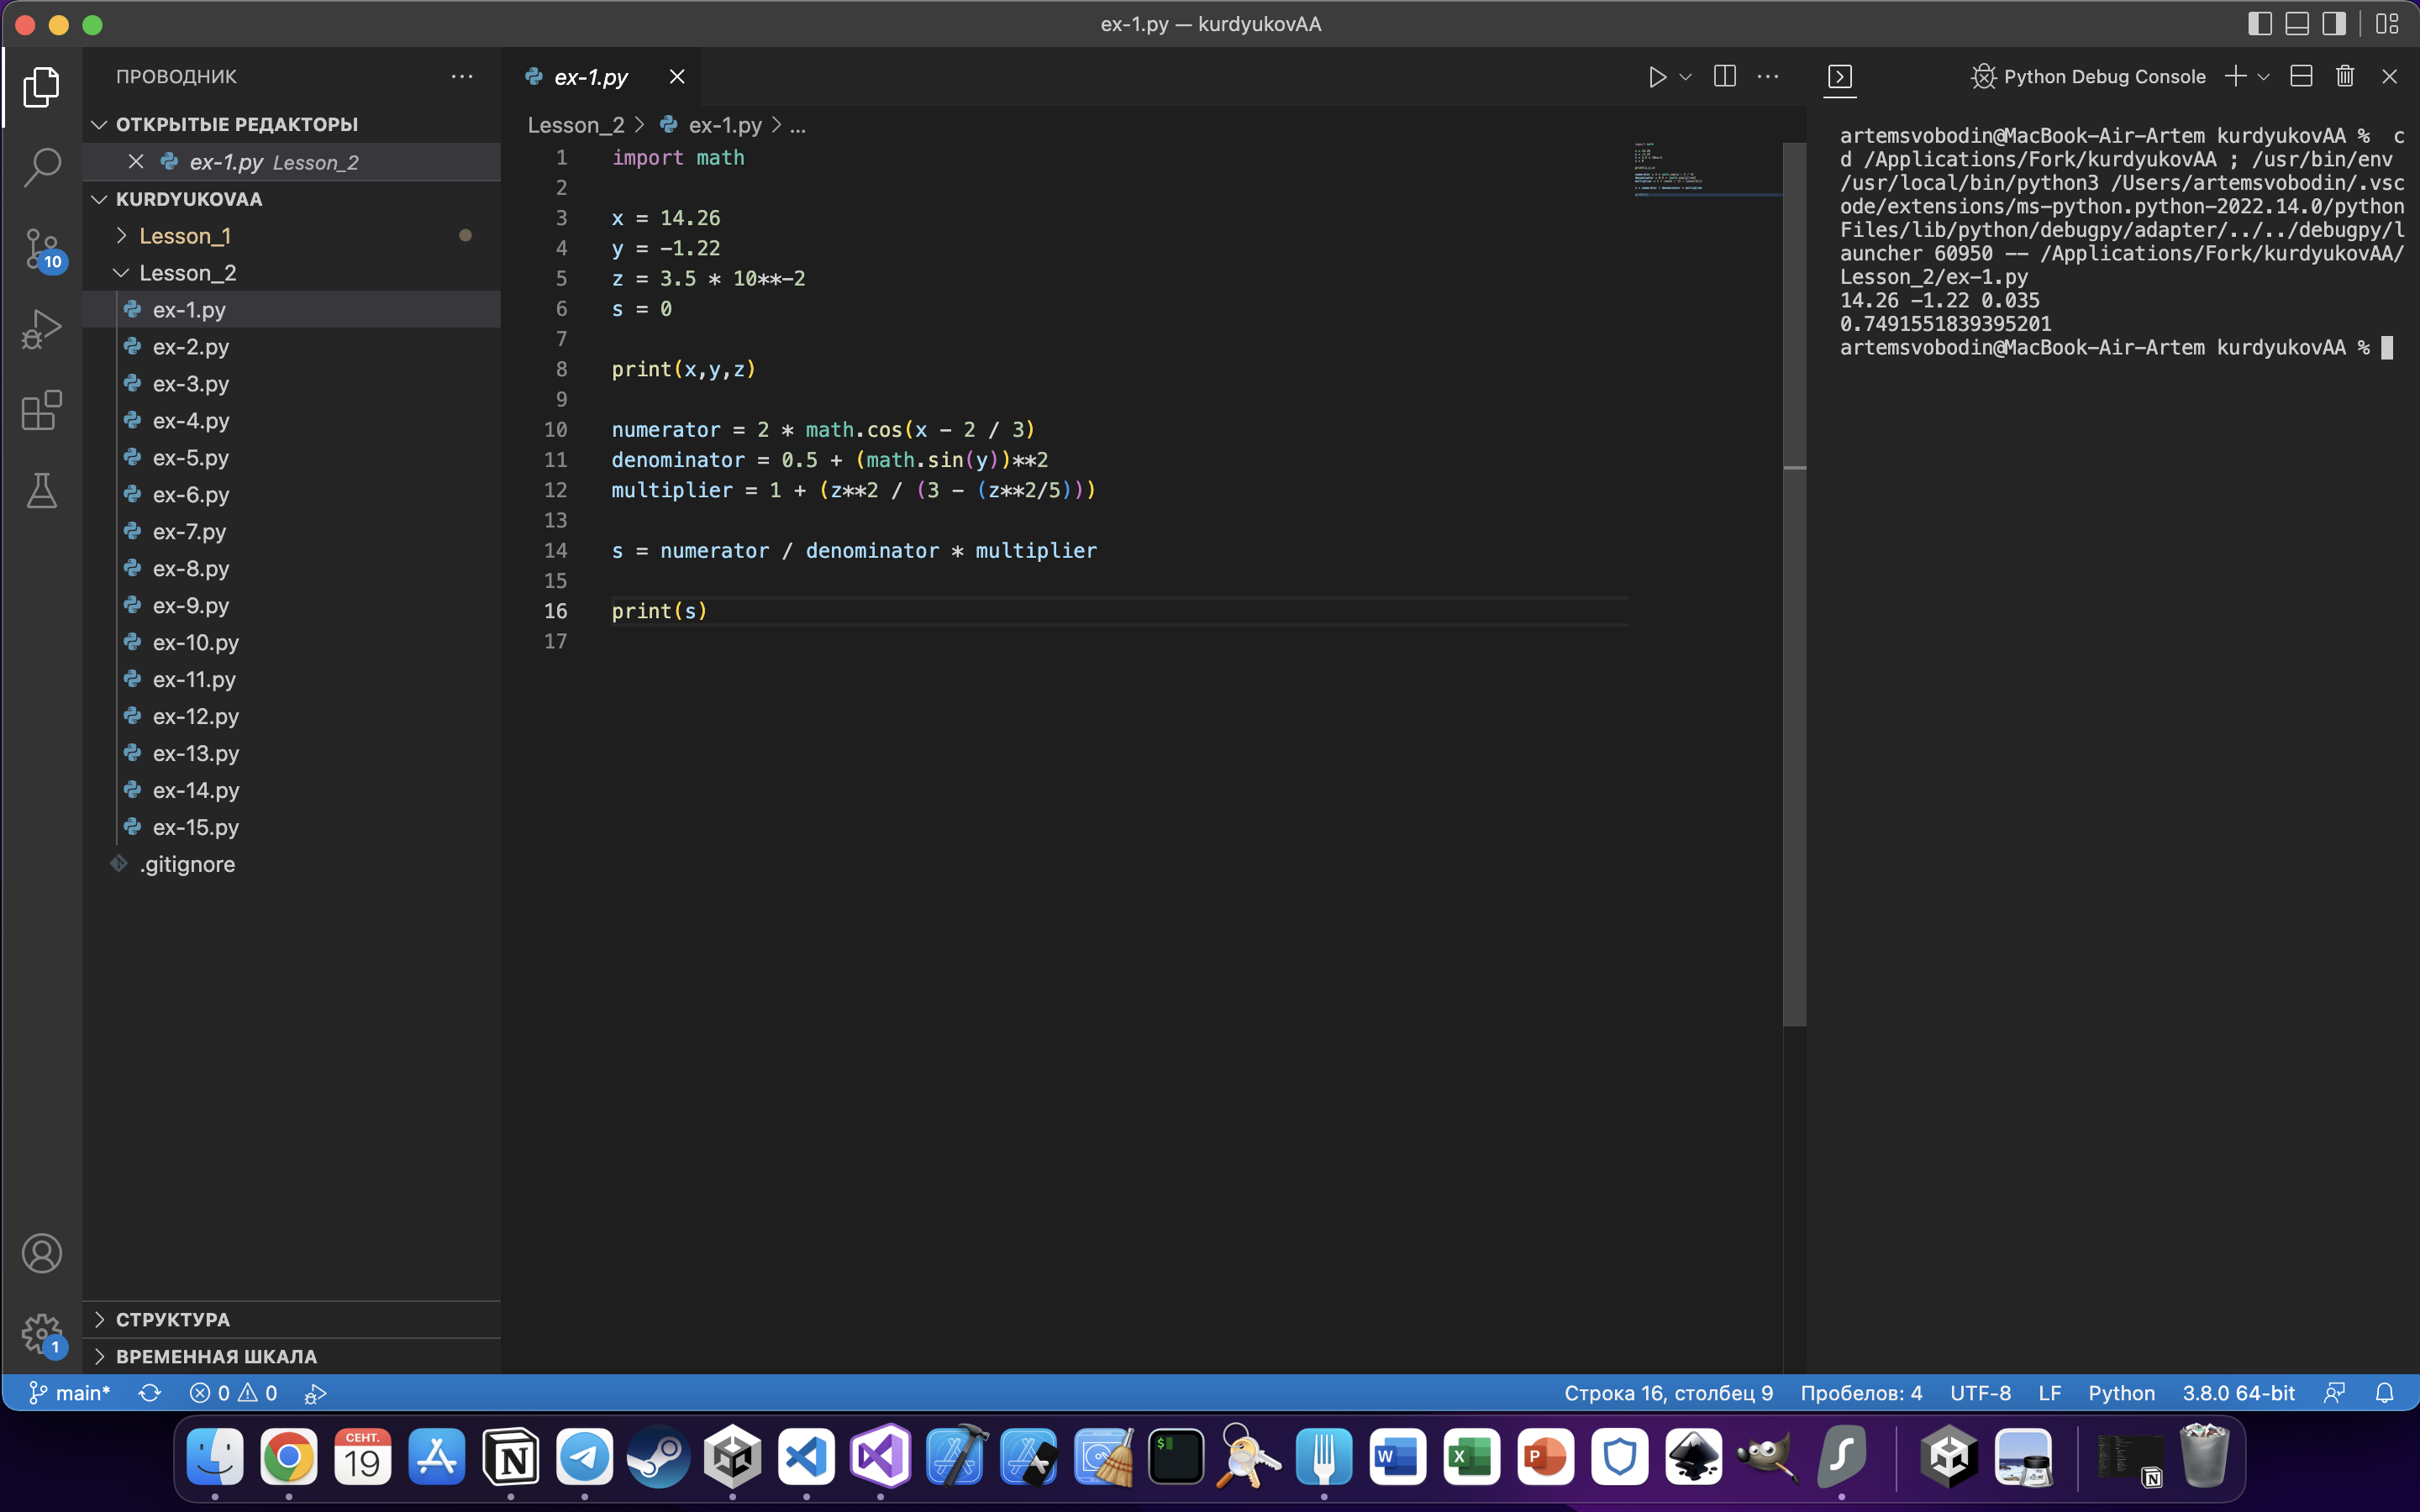 ex-1.py — kurdyukovAA
ПРОВОДНИК
ОТКРЫТЫЕ РЕДАКТОРЫ
ex-1.py Lesson_2
KURDYUKOVAA
Lesson_1
Lesson_2
ex-1.py
ex-2.py
ex-3.py
ex-4.py
ex-5.py
ex-6.py
ex-7.py
ex-8.py
ex-9.py
ex-10.py
ex-11.py
ex-12.py
ex-13.py
ex-14.py
ex-15.py
.gitignore
СТРУКТУРА
ВРЕМЕННАЯ ШКАЛА
10
1
ex-1.py
Lesson_2 > ex-1.py > ...
1 import math
2
3 x = 14.26
4 y = -1.22
5 z = 3.5 * 10**-2
6 s = 0
7
8 print(x,y,z)
9
10 numerator = 2 * math.cos(x - 2 / 3)
11 denominator = 0.5 + (math.sin(y))**2
12 multiplier = 1 + (z**2 / (3 - (z**2/5)))
13
14 s = numerator / denominator * multiplier
15
16 print(s)
17
Python Debug Console
artemsvobodin@MacBook-Air-Artem kurdyukovAA %  c
d /Applications/Fork/kurdyukovAA ; /usr/bin/env
/usr/local/bin/python3 /Users/artemsvobodin/.vsc
ode/extensions/ms-python.python-2022.14.0/python
Files/lib/python/debugpy/adapter/../../debugpy/l
auncher 60950 -- /Applications/Fork/kurdyukovAA/
Lesson_2/ex-1.py
14.26 -1.22 0.035
0.7491551839395201
artemsvobodin@MacBook-Air-Artem kurdyukovAA %
main* 0 0 Строка 16, столбец 9 Пробелов: 4 UTF-8 LF Python 3.8.0 64-bit
СЕНТ.
19